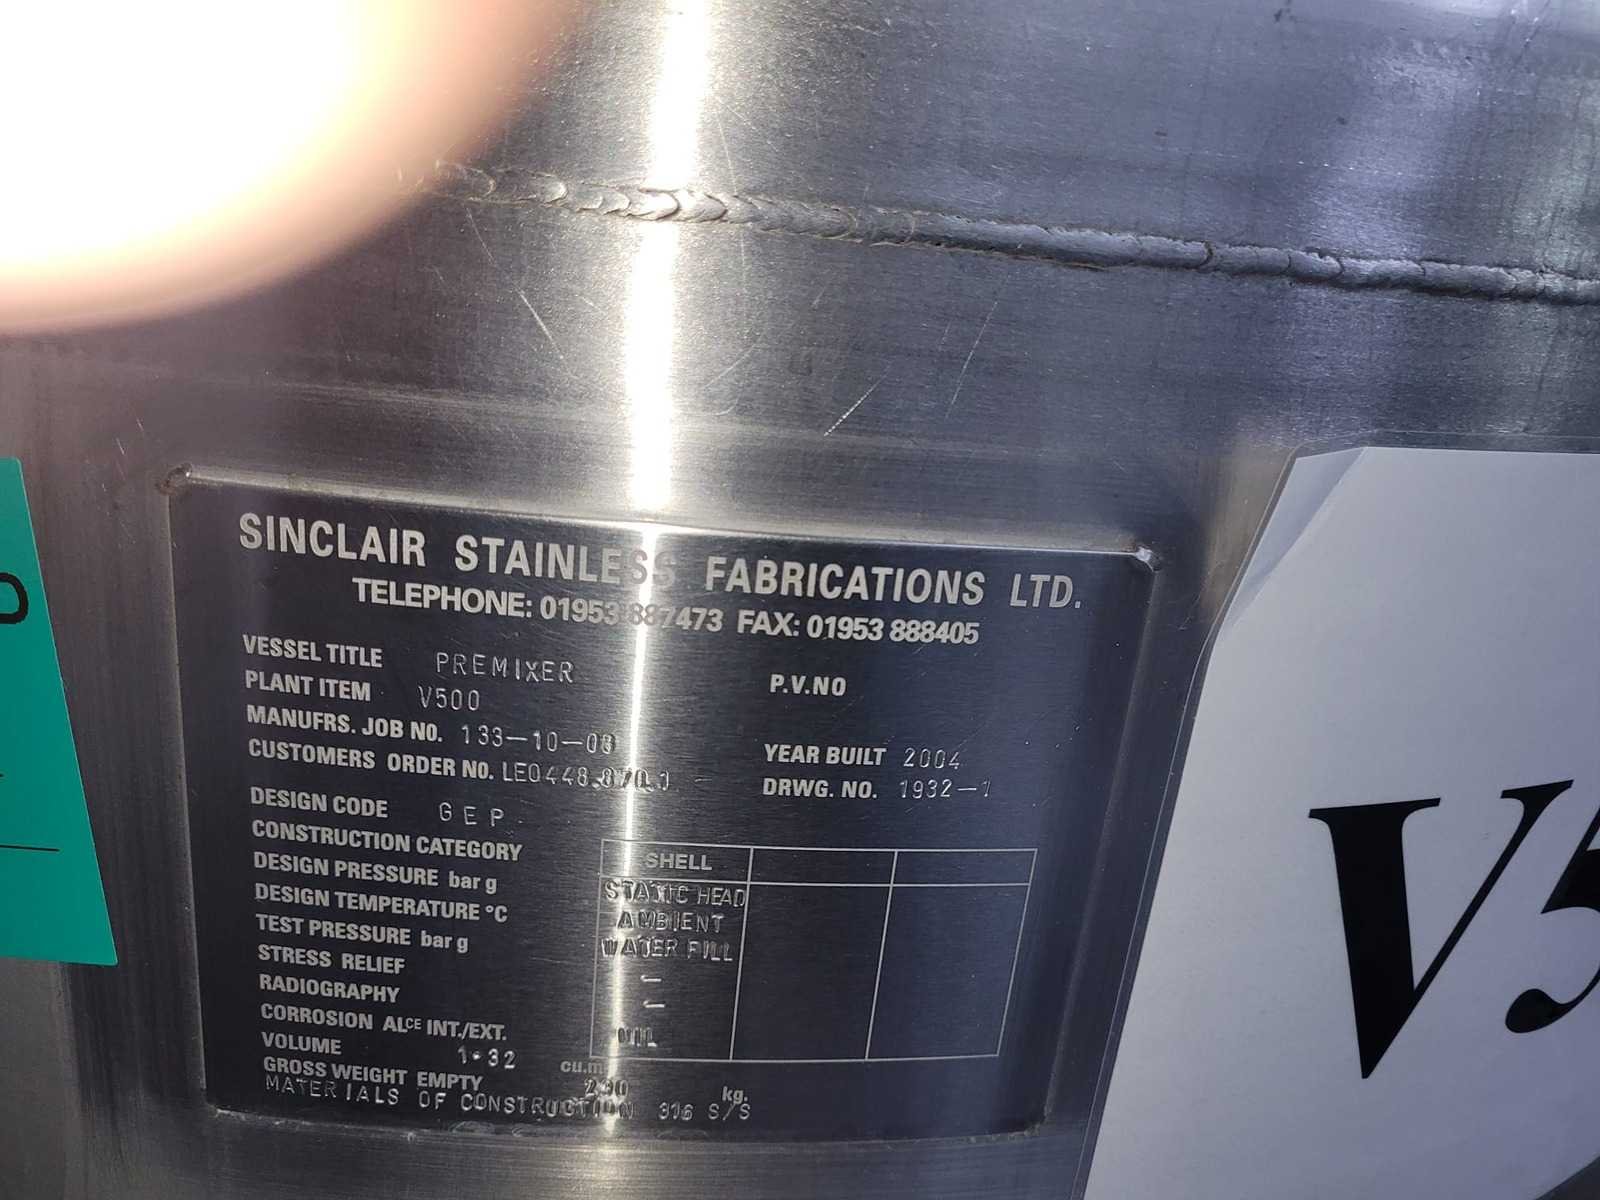 SINCLAIR STAINLESS FABRICATIONS LTD.
TELEPHONE: 01953 887473 FAX: 01953 888405
VESSEL TITLE PREMIXER
PLANT ITEM V500 P.V.NO
MANUFRS. JOB NO. YEAR BUILT 2004
CUSTOMERS ORDER NO. DRWG. NO. 1932-1
DESIGN CODE GEP
CONSTRUCTION CATEGORY SHELL
DESIGN PRESSURE bar g STATIC HEAD
DESIGN TEMPERATURE °C AMBIENT
TEST PRESSURE bar g WATER FILL
STRESS RELIEF —
RADIOGRAPHY —
CORROSION ALCE INT./EXT. NIL
VOLUME 1·32 cu.m
GROSS WEIGHT EMPTY kg.
MATERIALS OF CONSTRUCTION 316 S/S
V5